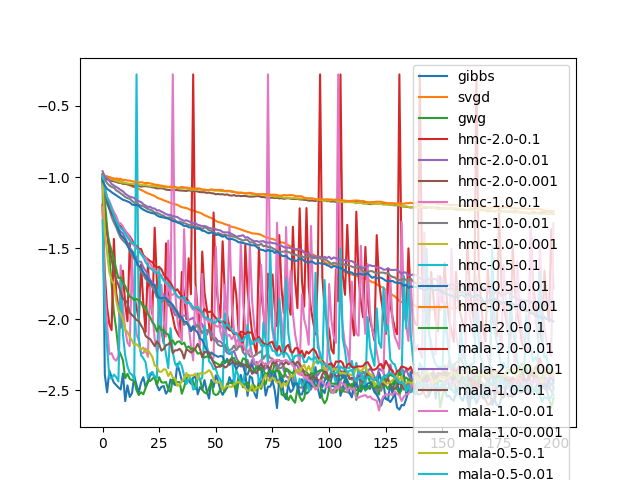 −0.5
−1.0
−1.5
−2.0
−2.5
0
25
50
75
100
125
150
175
200
gibbs
svgd
gwg
hmc-2.0-0.1
hmc-2.0-0.01
hmc-2.0-0.001
hmc-1.0-0.1
hmc-1.0-0.01
hmc-1.0-0.001
hmc-0.5-0.1
hmc-0.5-0.01
hmc-0.5-0.001
mala-2.0-0.1
mala-2.0-0.01
mala-2.0-0.001
mala-1.0-0.1
mala-1.0-0.01
mala-1.0-0.001
mala-0.5-0.1
mala-0.5-0.01